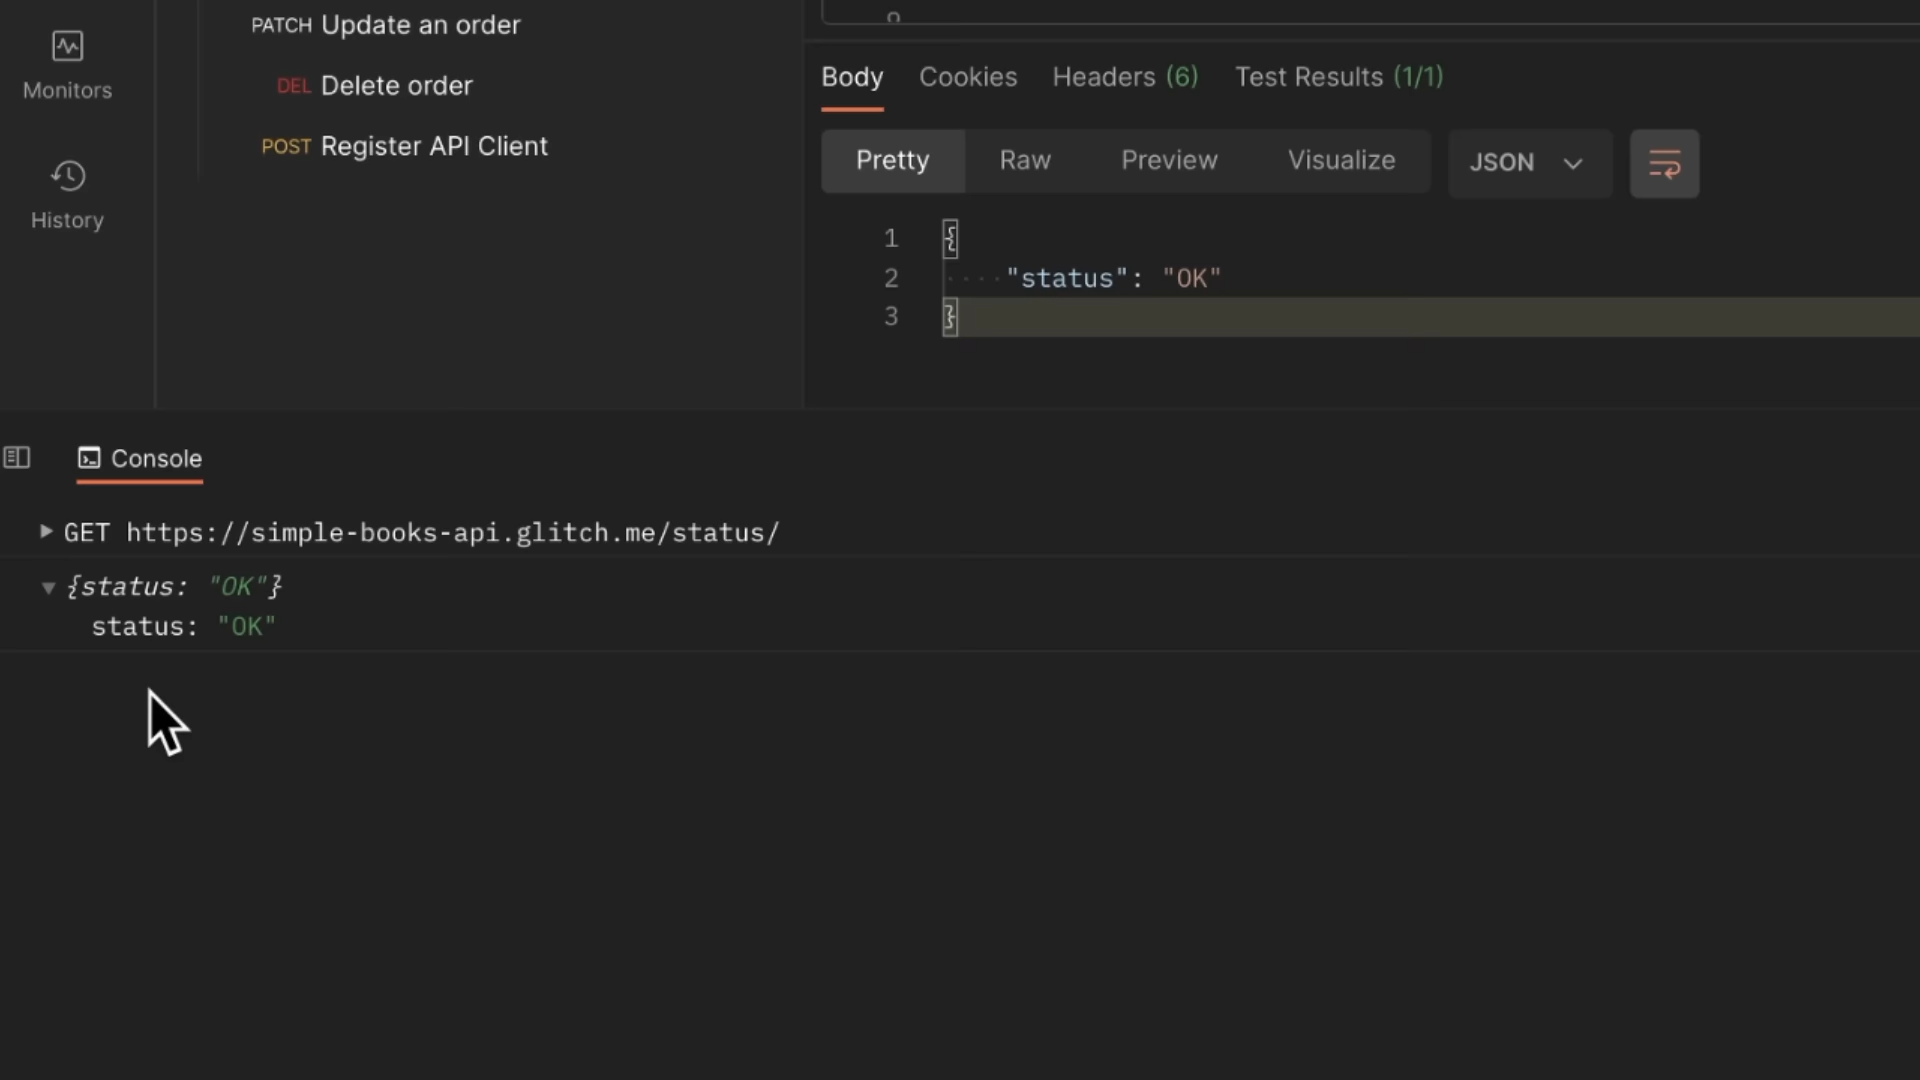 Monitors
History
PATCH Update an order
DEL Delete order
POST Register API Client
Body Cookies Headers (6) Test Results (1/1)
Pretty Raw Preview Visualize JSON
1 {
2 "status": "OK"
3 }
Console
GET https://simple-books-api.glitch.me/status/
{status: "OK"}
status: "OK"